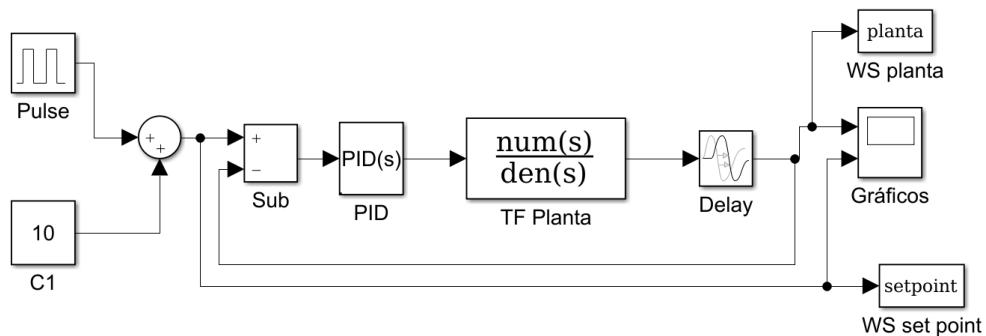 Pulse
10
C1
+
+
+
−
Sub
PID(s)
PID
num(s)
den(s)
TF Planta
Delay
planta
WS planta
Gráficos
setpoint
WS set point